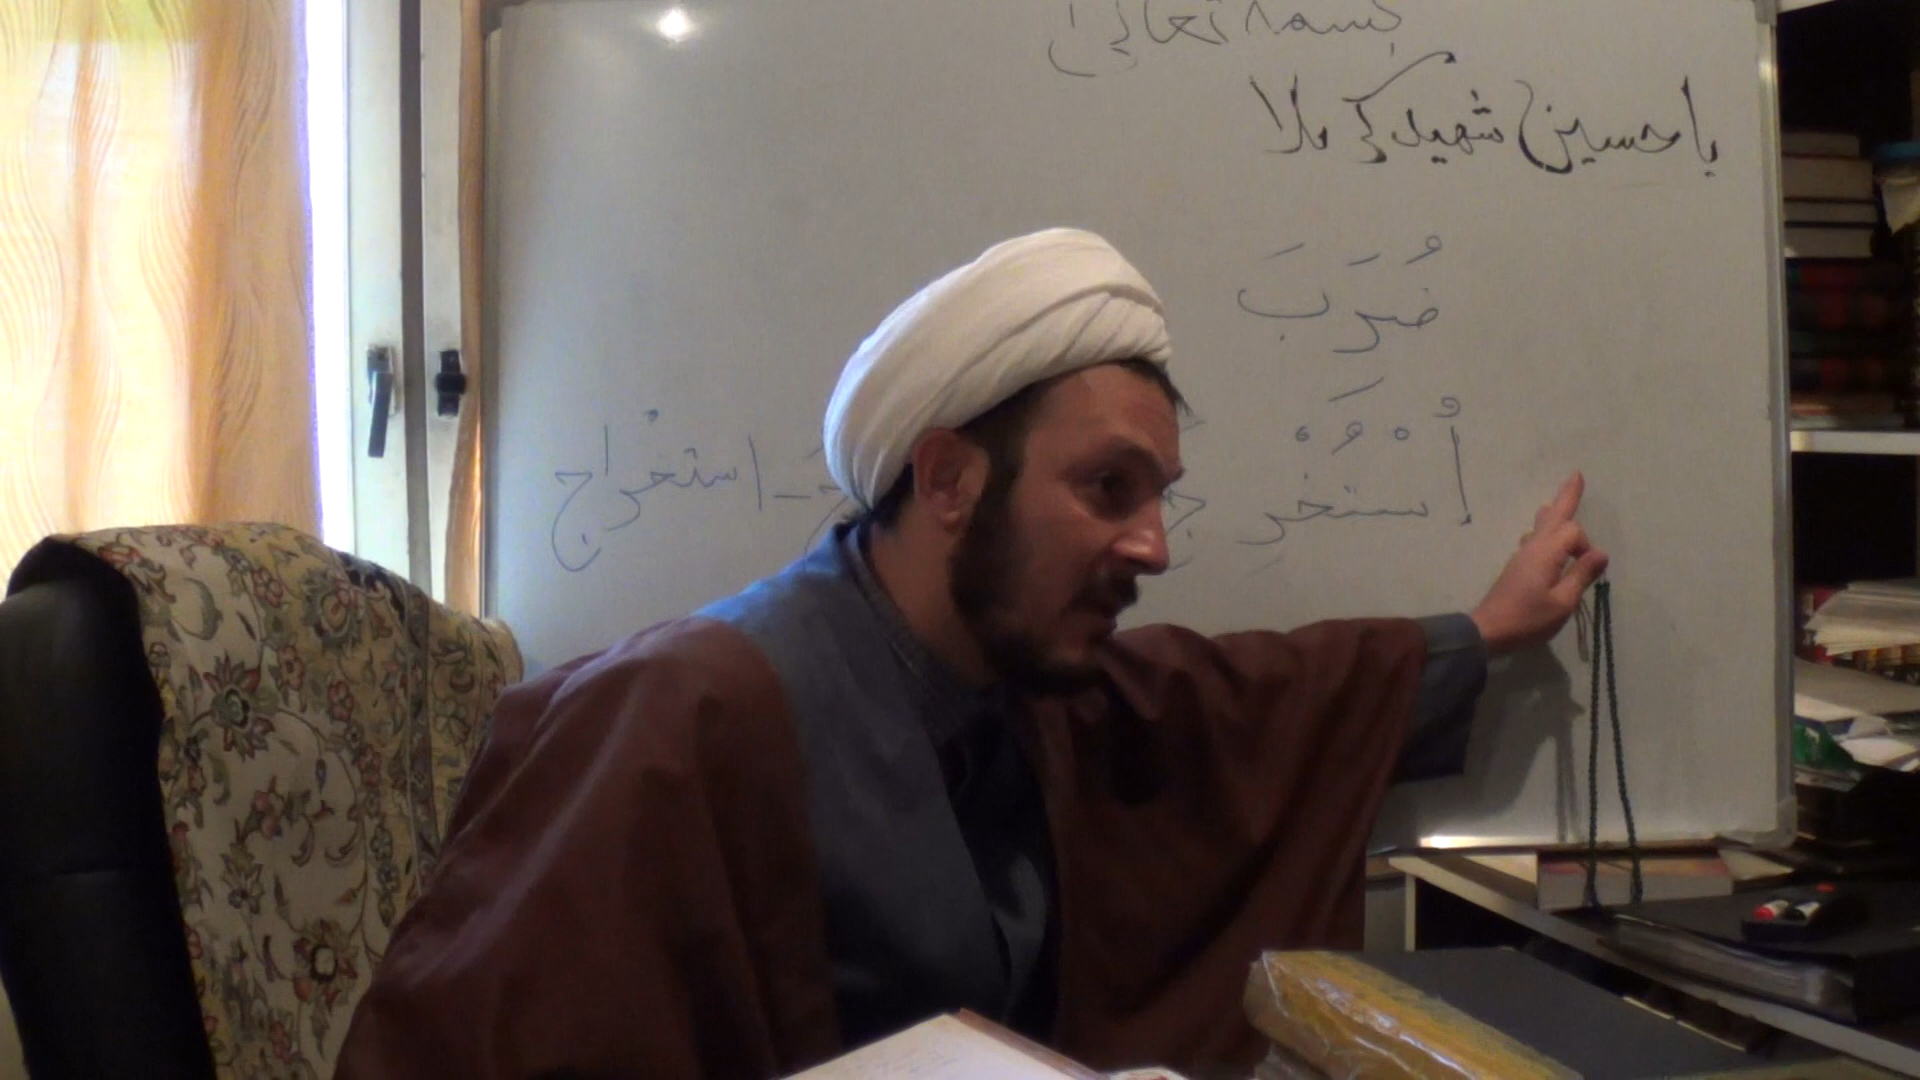 بسمه تعالی
یا حسین شهید کربلا
ضُرَبَ
أُسْتُخْرِجَ ـ استخراج